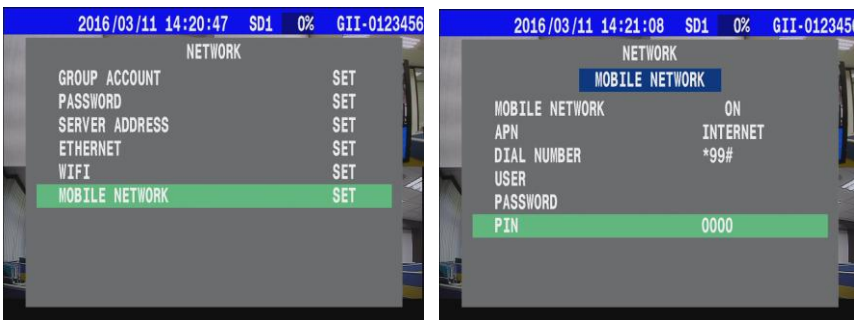 2016/03/11 14:20:47 SD1 0% GII-0123456
NETWORK
GROUP ACCOUNT SET
PASSWORD SET
SERVER ADDRESS SET
ETHERNET SET
WIFI SET
MOBILE NETWORK SET
2016/03/11 14:21:08 SD1 0% GII-012345
NETWORK
MOBILE NETWORK
MOBILE NETWORK ON
APN INTERNET
DIAL NUMBER *99#
USER
PASSWORD
PIN 0000